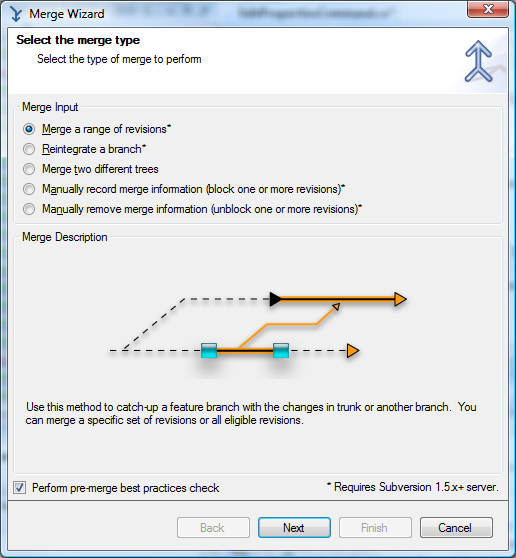 Merge Wizard
Select the merge type
Select the type of merge to perform
Merge Input
Merge a range of revisions*
Reintegrate a branch*
Merge two different trees
Manually record merge information (block one or more revisions)*
Manually remove merge information (unblock one or more revisions)*
Merge Description
Use this method to catch-up a feature branch with the changes in trunk or another branch. You
can merge a specific set of revisions or all eligible revisions.
Perform pre-merge best practices check
* Requires Subversion 1.5.x+ server.
Back
Next
Finish
Cancel